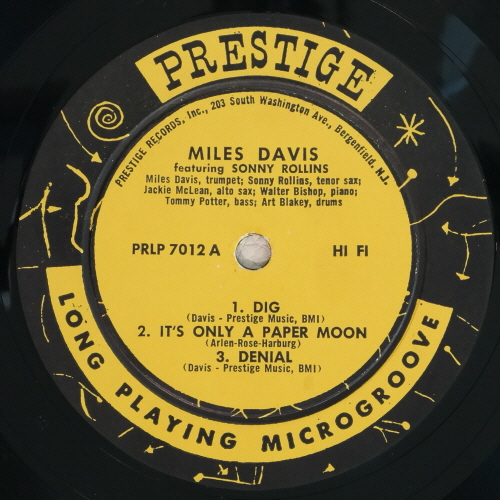 PRESTIGE
PRESTIGE RECORDS, Inc., 203 South Washington Ave., Bergenfield, N.J.
MILES DAVIS
featuring SONNY ROLLINS
Miles Davis, trumpet; Sonny Rollins, tenor sax;
Jackie McLean, alto sax; Walter Bishop, piano;
Tommy Potter, bass; Art Blakey, drums
PRLP 7012 A HI FI
1. DIG
(Davis - Prestige Music, BMI)
2. IT'S ONLY A PAPER MOON
(Arlen-Rose-Harburg)
3. DENIAL
(Davis - Prestige Music, BMI)
LONG PLAYING MICROGROOVE